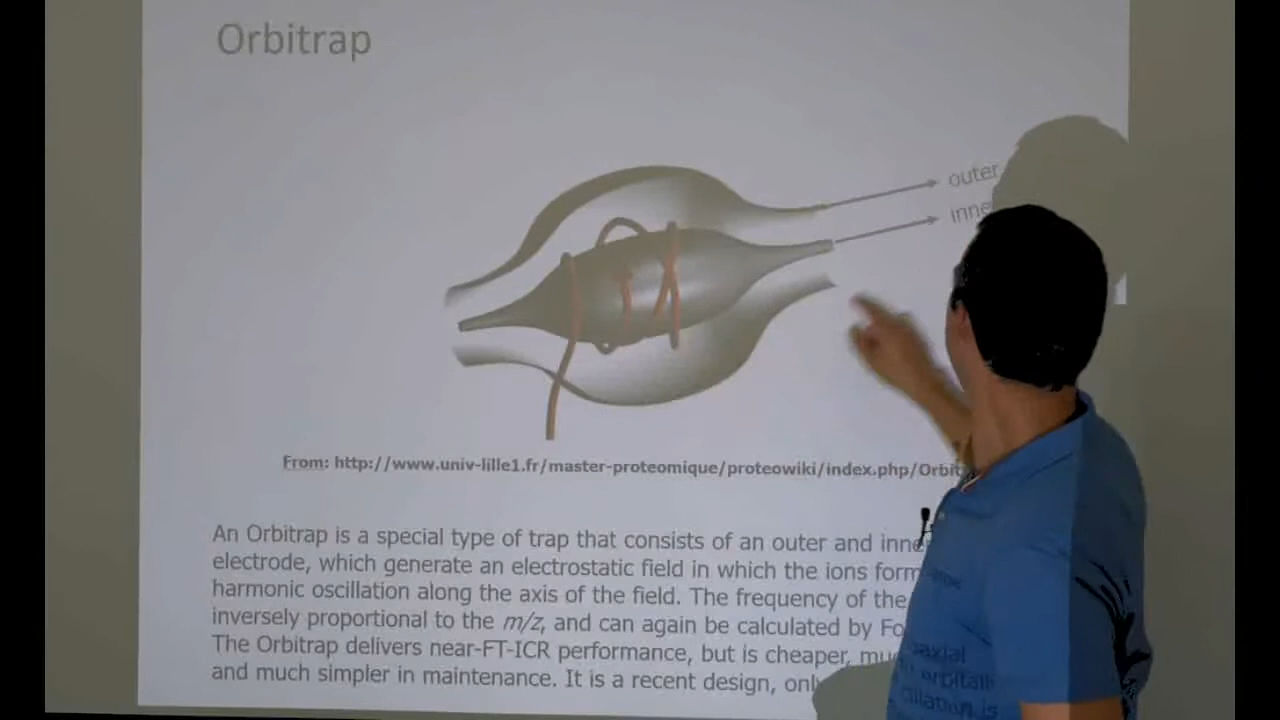 Orbitrap
outer
inne
From: http://www.univ-lille1.fr/master-proteomique/proteowiki/index.php/Orbit
An Orbitrap is a special type of trap that consists of an outer and inne
electrode, which generate an electrostatic field in which the ions form
harmonic oscillation along the axis of the field. The frequency of the
inversely proportional to the m/z, and can again be calculated by Fo
The Orbitrap delivers near-FT-ICR performance, but is cheaper, mu
and much simpler in maintenance. It is a recent design, only